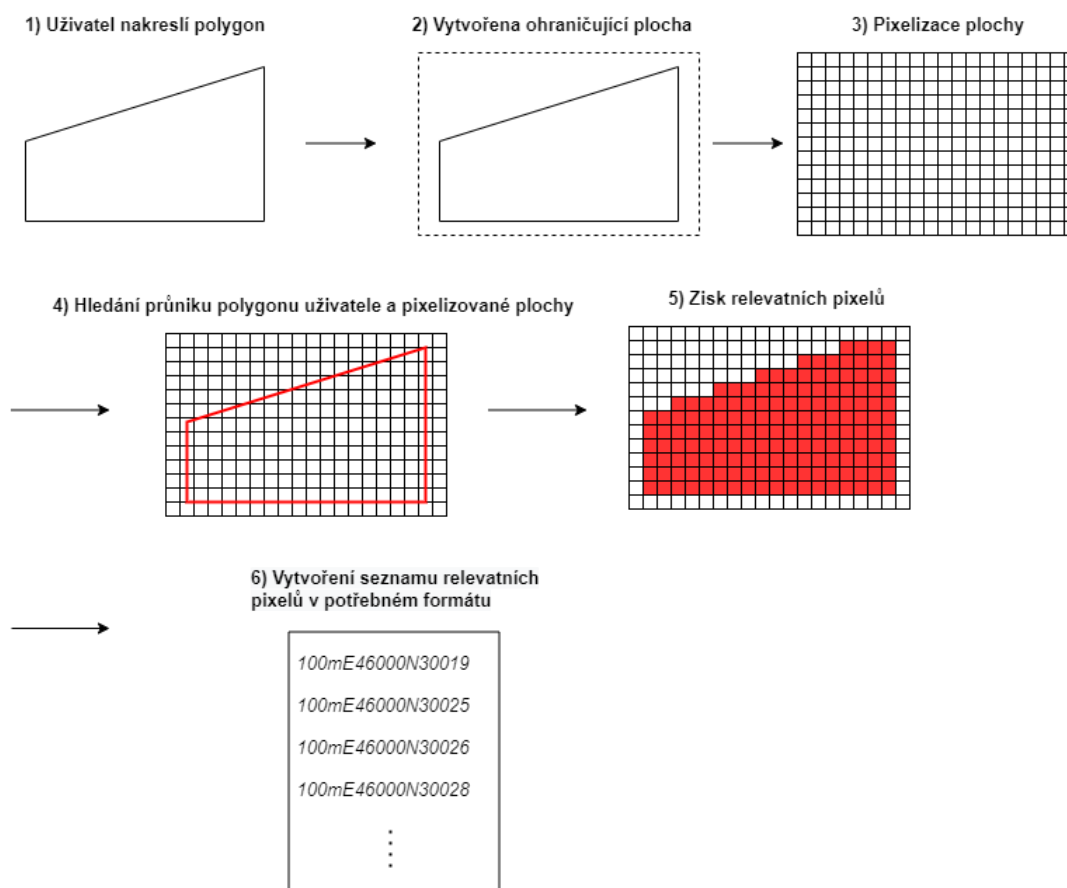 1) Uživatel nakreslí polygon
2) Vytvořena ohraničující plocha
3) Pixelizace plochy
4) Hledání průniku polygonu uživatele a pixelizované plochy
5) Zisk relevatních pixelů
6) Vytvoření seznamu relevatních
pixelů v potřebném formátu
100mE46000N30019
100mE46000N30025
100mE46000N30026
100mE46000N30028